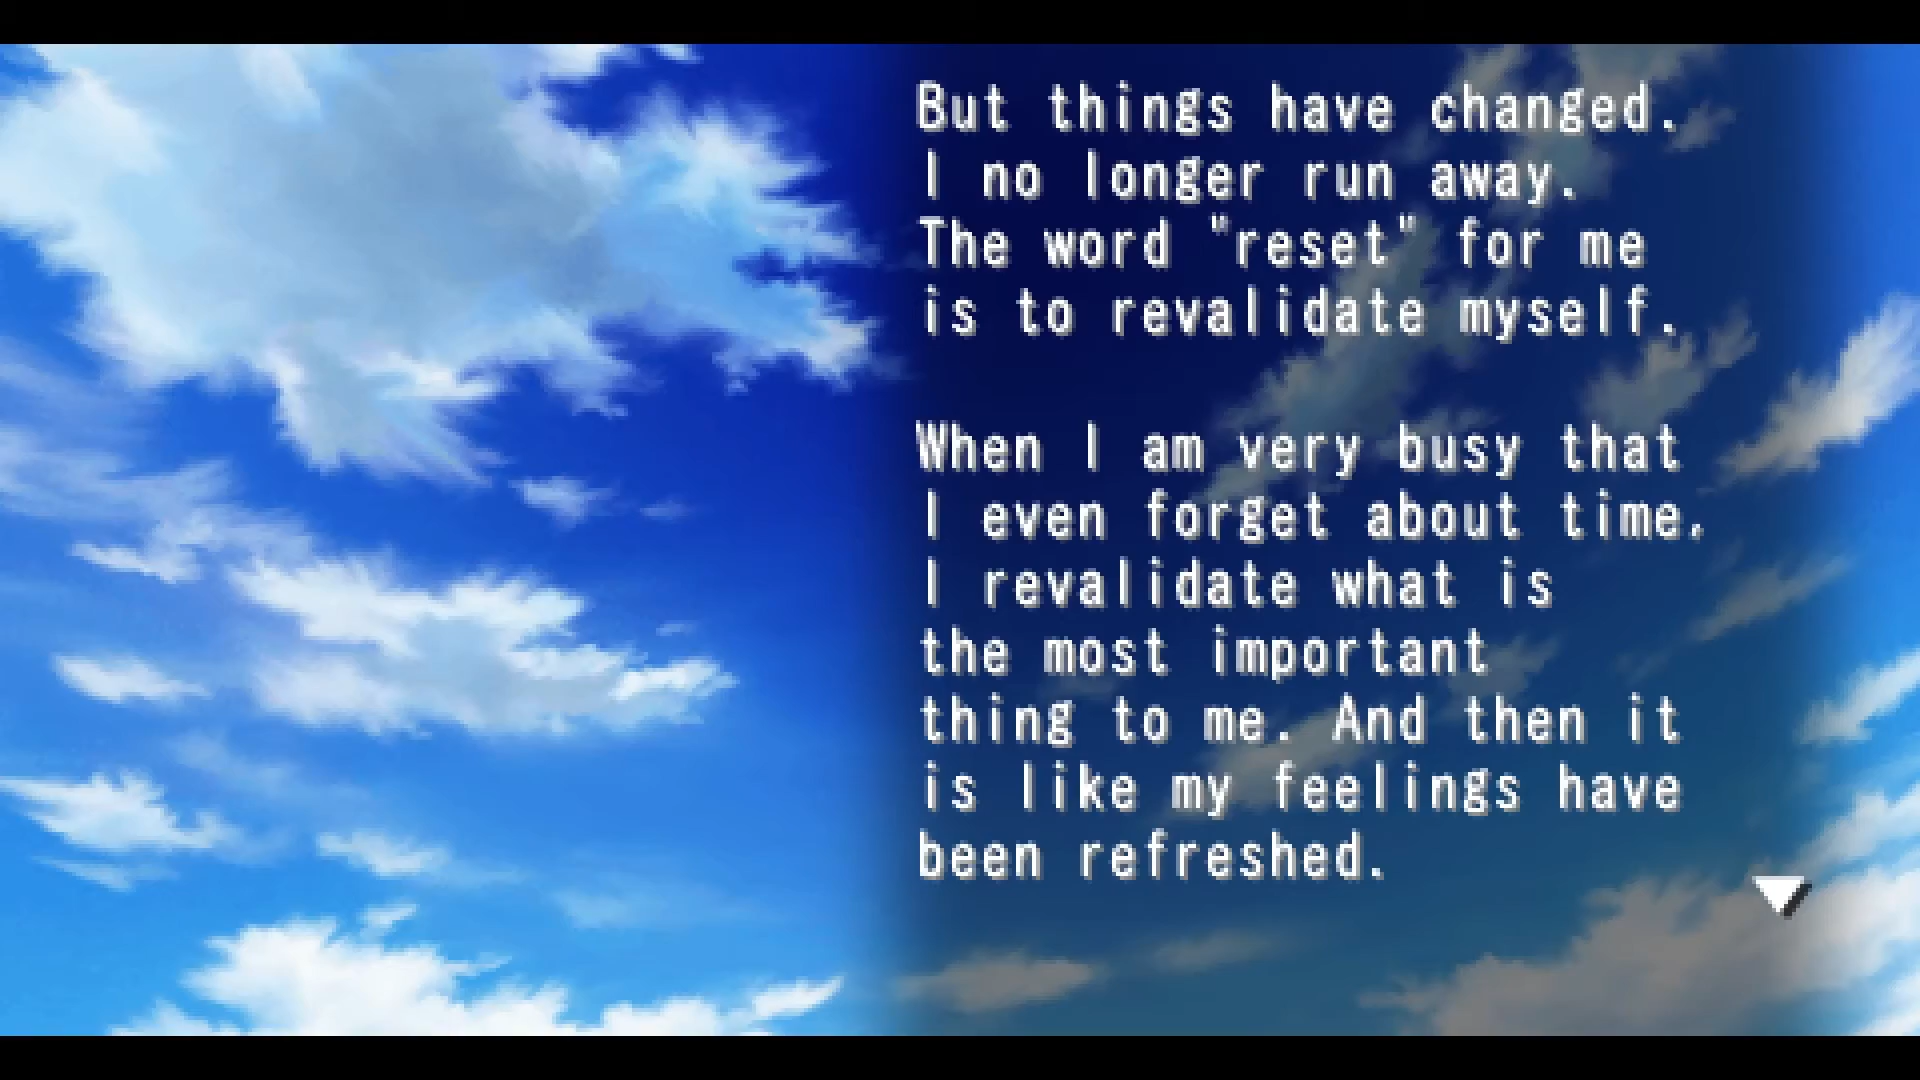 But things have changed.
I no longer run away.
The word "reset" for me
is to revalidate myself.
When I am very busy that
I even forget about time.
I revalidate what is
the most important
thing to me. And then it
is like my feelings have
been refreshed.